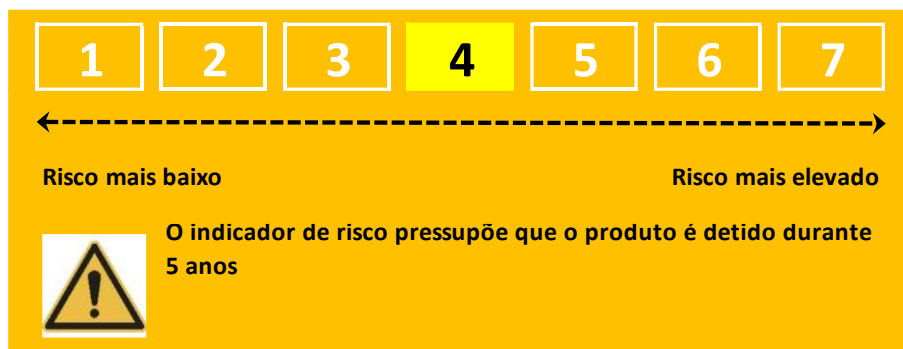 1 2 3 4 5 6 7
Risco mais baixo Risco mais elevado
O indicador de risco pressupõe que o produto é detido durante
5 anos